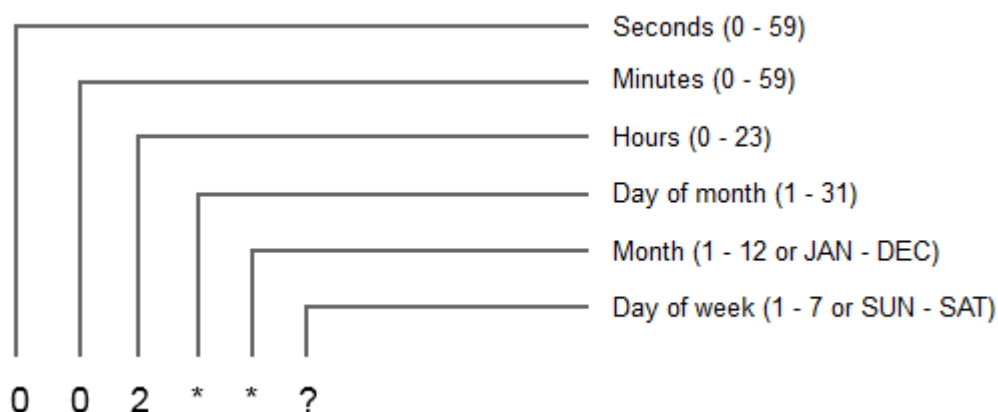 Seconds (0 - 59)
Minutes (0 - 59)
Hours (0 - 23)
Day of month (1 - 31)
Month (1 - 12 or JAN - DEC)
Day of week (1 - 7 or SUN - SAT)
0 0 2 * * ?